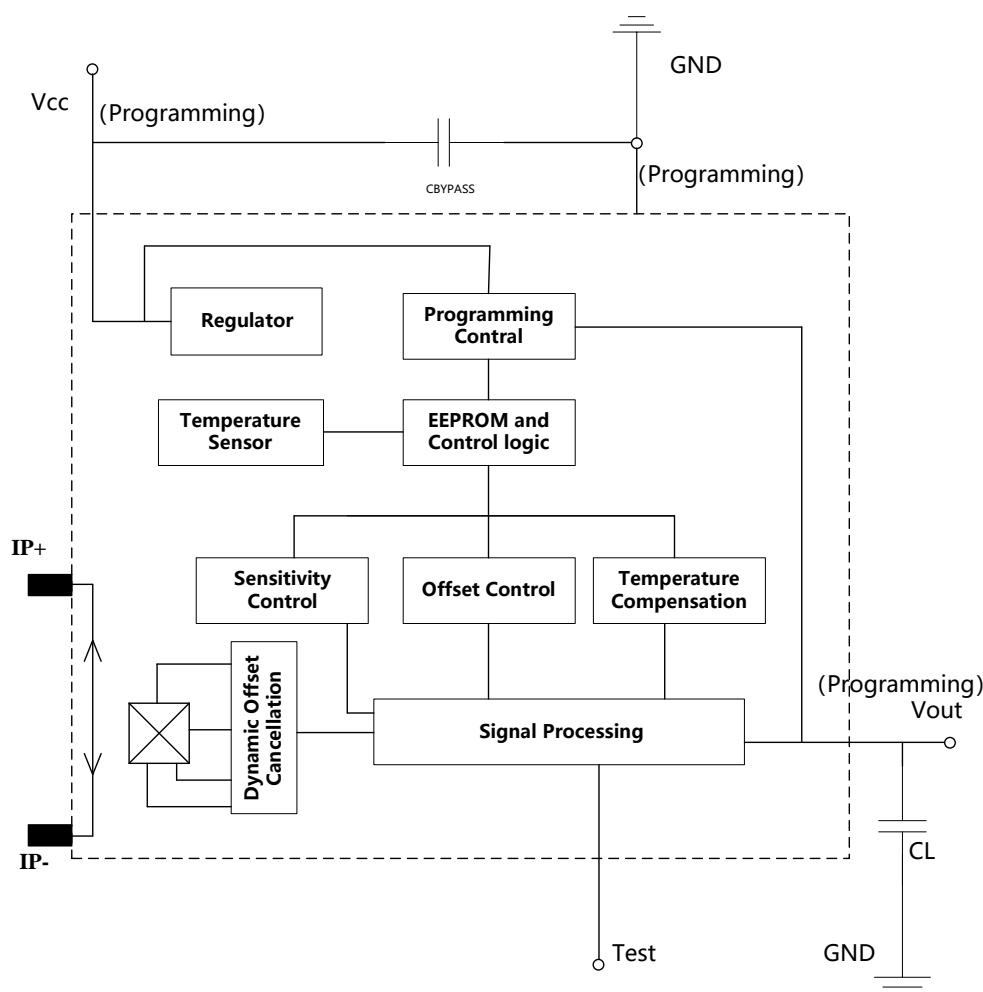 GND
Vcc
(Programming)
CBYPASS
(Programming)
Regulator
Programming
Contral
Temperature
Sensor
EEPROM and
Control logic
IP+
Sensitivity
Control
Offset Control
Temperature
Compensation
Dynamic Offset
Cancellation
Signal Processing
(Programming)
Vout
IP-
CL
Test
GND